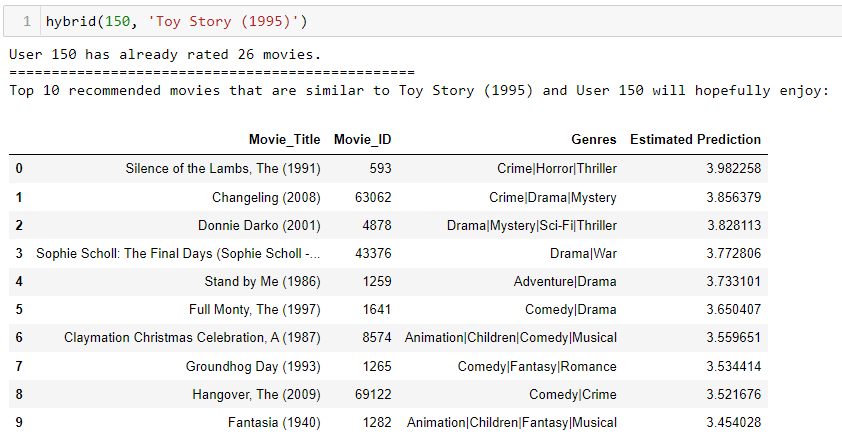 1 hybrid(150, 'Toy Story (1995)')
User 150 has already rated 26 movies.
================================================
Top 10 recommended movies that are similar to Toy Story (1995) and User 150 will hopefully enjoy:
Movie_Title Movie_ID Genres Estimated Prediction
0 Silence of the Lambs, The (1991) 593 Crime|Horror|Thriller 3.982258
1 Changeling (2008) 63062 Crime|Drama|Mystery 3.856379
2 Donnie Darko (2001) 4878 Drama|Mystery|Sci-Fi|Thriller 3.828113
3 Sophie Scholl: The Final Days (Sophie Scholl -... 43376 Drama|War 3.772806
4 Stand by Me (1986) 1259 Adventure|Drama 3.733101
5 Full Monty, The (1997) 1641 Comedy|Drama 3.650407
6 Claymation Christmas Celebration, A (1987) 8574 Animation|Children|Comedy|Musical 3.559651
7 Groundhog Day (1993) 1265 Comedy|Fantasy|Romance 3.534414
8 Hangover, The (2009) 69122 Comedy|Crime 3.521676
9 Fantasia (1940) 1282 Animation|Children|Fantasy|Musical 3.454028